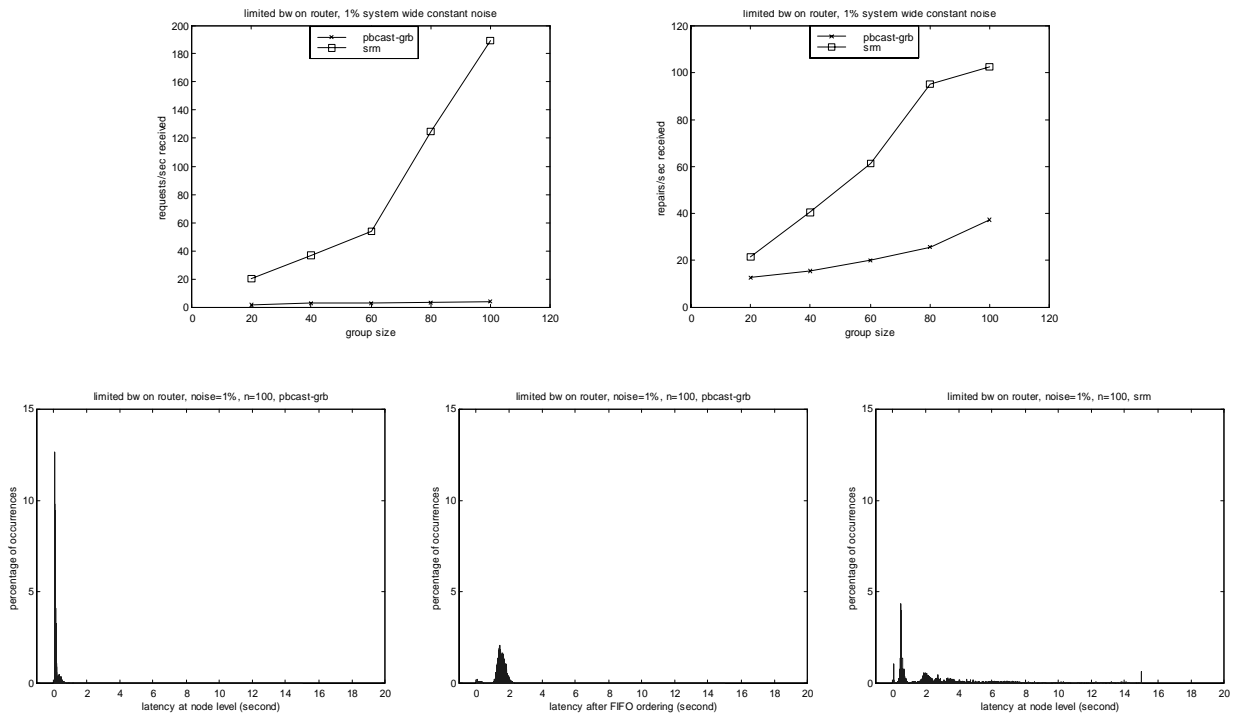 limited bw on router, 1% system wide constant noise
200
180
160
140
120
100
80
60
40
20
0
requests/sec received
pbcast-grb
srm
0 20 40 60 80 100 120
group size
limited bw on router, 1% system wide constant noise
120
100
80
60
40
20
0
repairs/sec received
pbcast-grb
srm
0 20 40 60 80 100 120
group size
limited bw on router, noise=1%, n=100, pbcast-grb
15
10
5
0
percentage of occurrences
0 2 4 6 8 10 12 14 16 18 20
latency at node level (second)
limited bw on router, noise=1%, n=100, pbcast-grb
15
10
5
0
percentage of occurrences
0 2 4 6 8 10 12 14 16 18 20
latency after FIFO ordering (second)
limited bw on router, noise=1%, n=100, srm
15
10
5
0
percentage of occurrences
0 2 4 6 8 10 12 14 16 18 20
latency at node level (second)